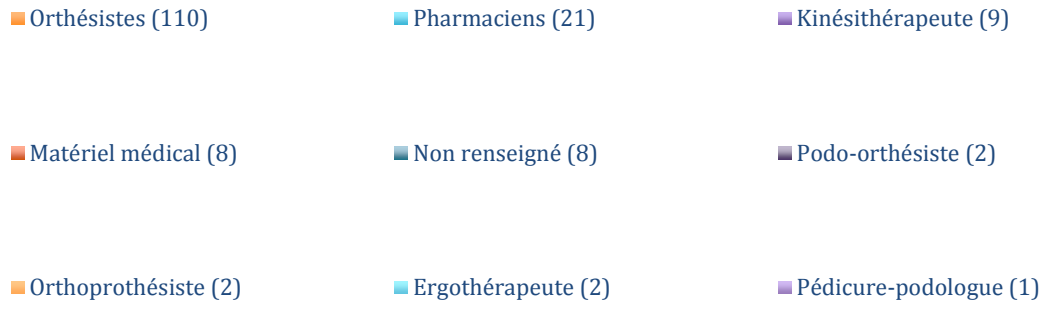 Orthésistes (110) Pharmaciens (21) Kinésithérapeute (9)
Matériel médical (8) Non renseigné (8) Podo-orthésiste (2)
Orthoprothésiste (2) Ergothérapeute (2) Pédicure-podologue (1)